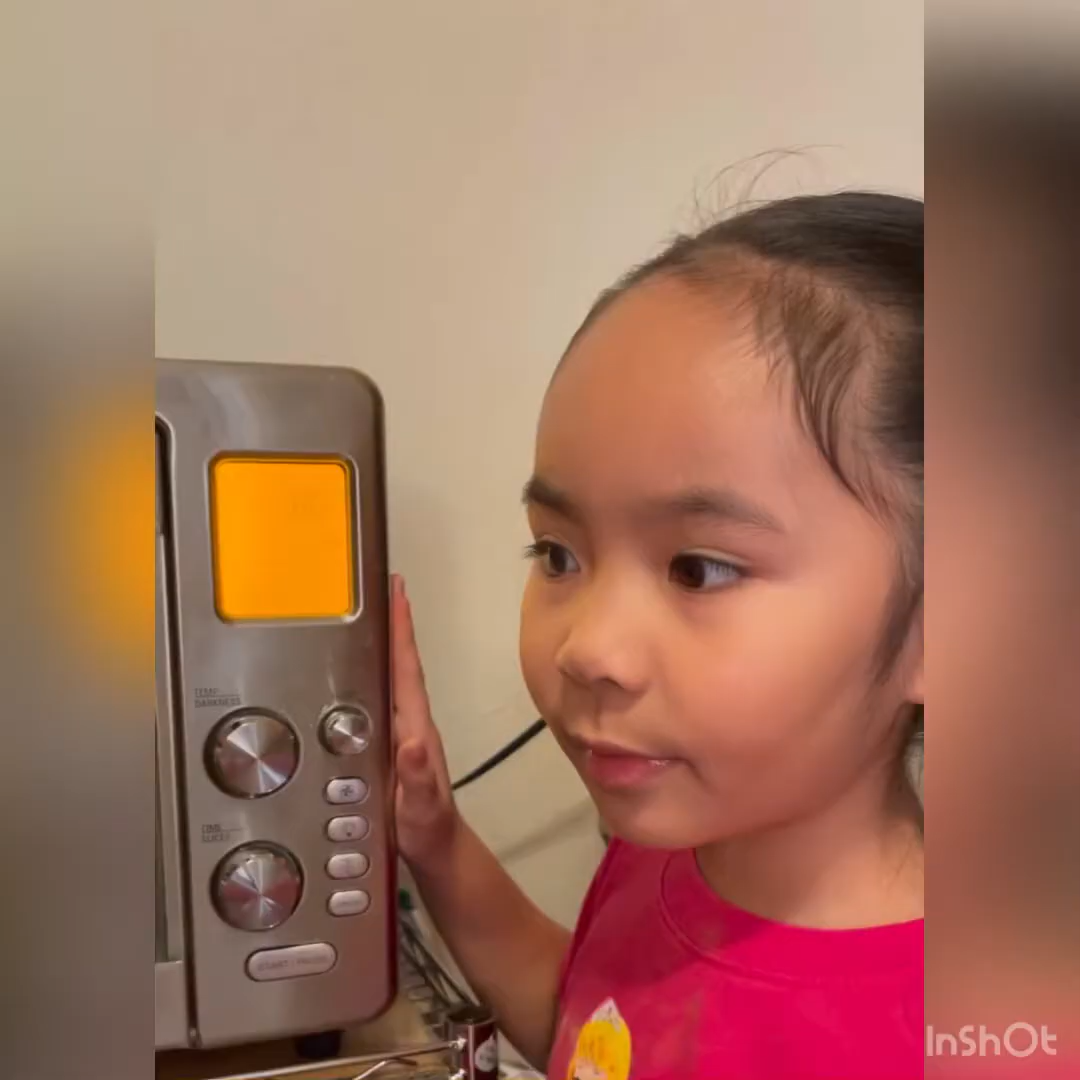 TEMP
DARKNESS
TIME
SLICES
START / PAUSE
InShOt